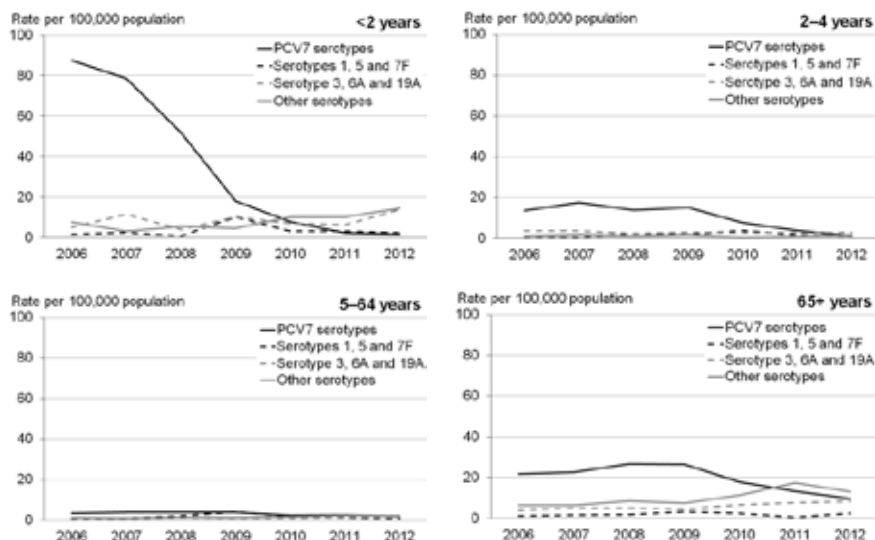 Rate per 100,000 population
<2 years
100
80
60
40
20
0
PCV7 serotypes
Serotypes 1, 5 and 7F
Serotype 3, 6A and 19A
Other serotypes
2006 2007 2008 2009 2010 2011 2012
Rate per 100,000 population
2–4 years
100
80
60
40
20
0
PCV7 serotypes
Serotypes 1, 5 and 7F
Serotype 3, 6A and 19A
Other serotypes
2006 2007 2008 2009 2010 2011 2012
Rate per 100,000 population
5–64 years
100
80
60
40
20
0
PCV7 serotypes
Serotypes 1, 5 and 7F
Serotype 3, 6A and 19A.
Other serotypes
2006 2007 2008 2009 2010 2011 2012
Rate per 100,000 population
65+ years
100
80
60
40
20
0
PCV7 serotypes
Serotypes 1, 5 and 7F
Serotype 3, 6A and 19A
Other serotypes
2006 2007 2008 2009 2010 2011 2012